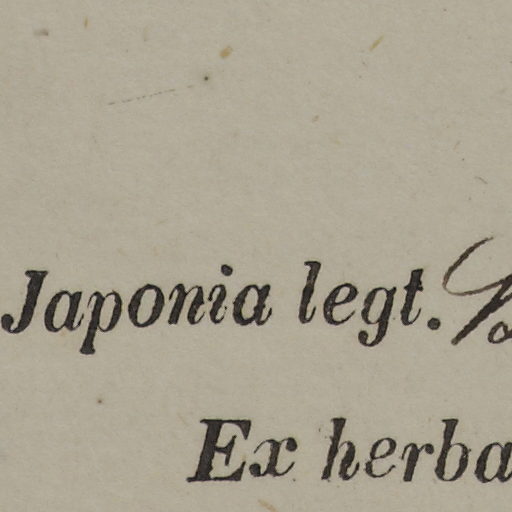 Japonia legt.
Ex herba